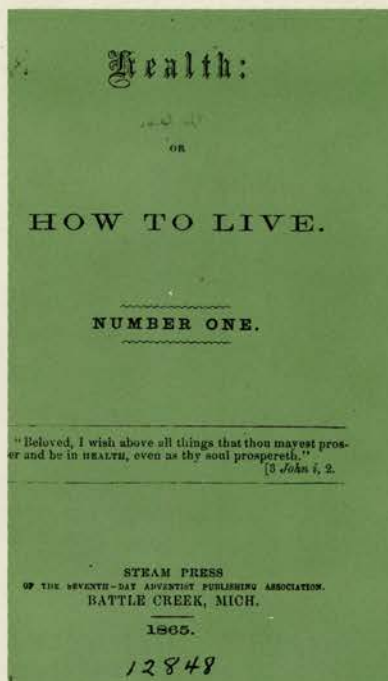 Health:
OR
HOW TO LIVE.
NUMBER ONE.
"Beloved, I wish above all things that thou mayest pros-
er and be in HEALTH, even as thy soul prospereth."
[3 John i, 2.
STEAM PRESS
OF THE SEVENTH-DAY ADVENTIST PUBLISHING ASSOCIATION.
BATTLE CREEK, MICH.
1865.
12848